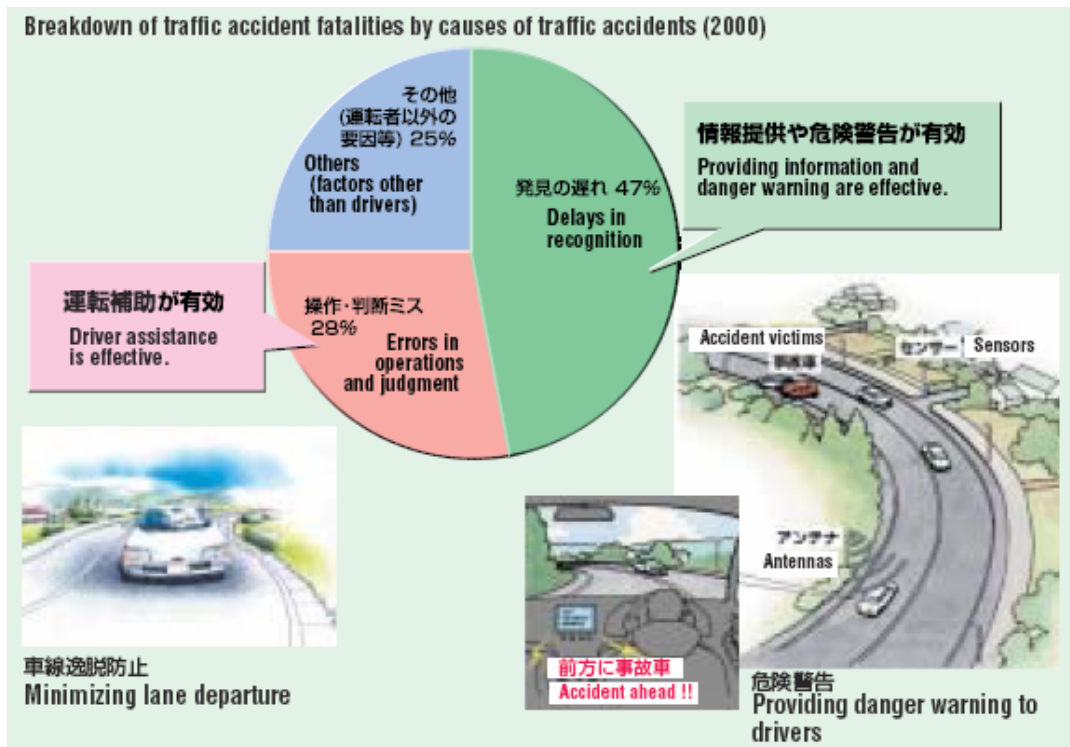 Breakdown of traffic accident fatalities by causes of traffic accidents (2000)
その他
(運転者以外の
要因等) 25%
Others
(factors other
than drivers)
発見の遅れ 47%
Delays in
recognition
情報提供や危険警告が有効
Providing information and
danger warning are effective.
運転補助が有効
Driver assistance
is effective.
操作・判断ミス
28%
Errors in
operations
and judgment
Accident victims
事故車
センサー
Sensors
アンテナ
Antennas
前方に事故車
Accident ahead !!
車線逸脱防止
Minimizing lane departure
危険警告
Providing danger warning to
drivers